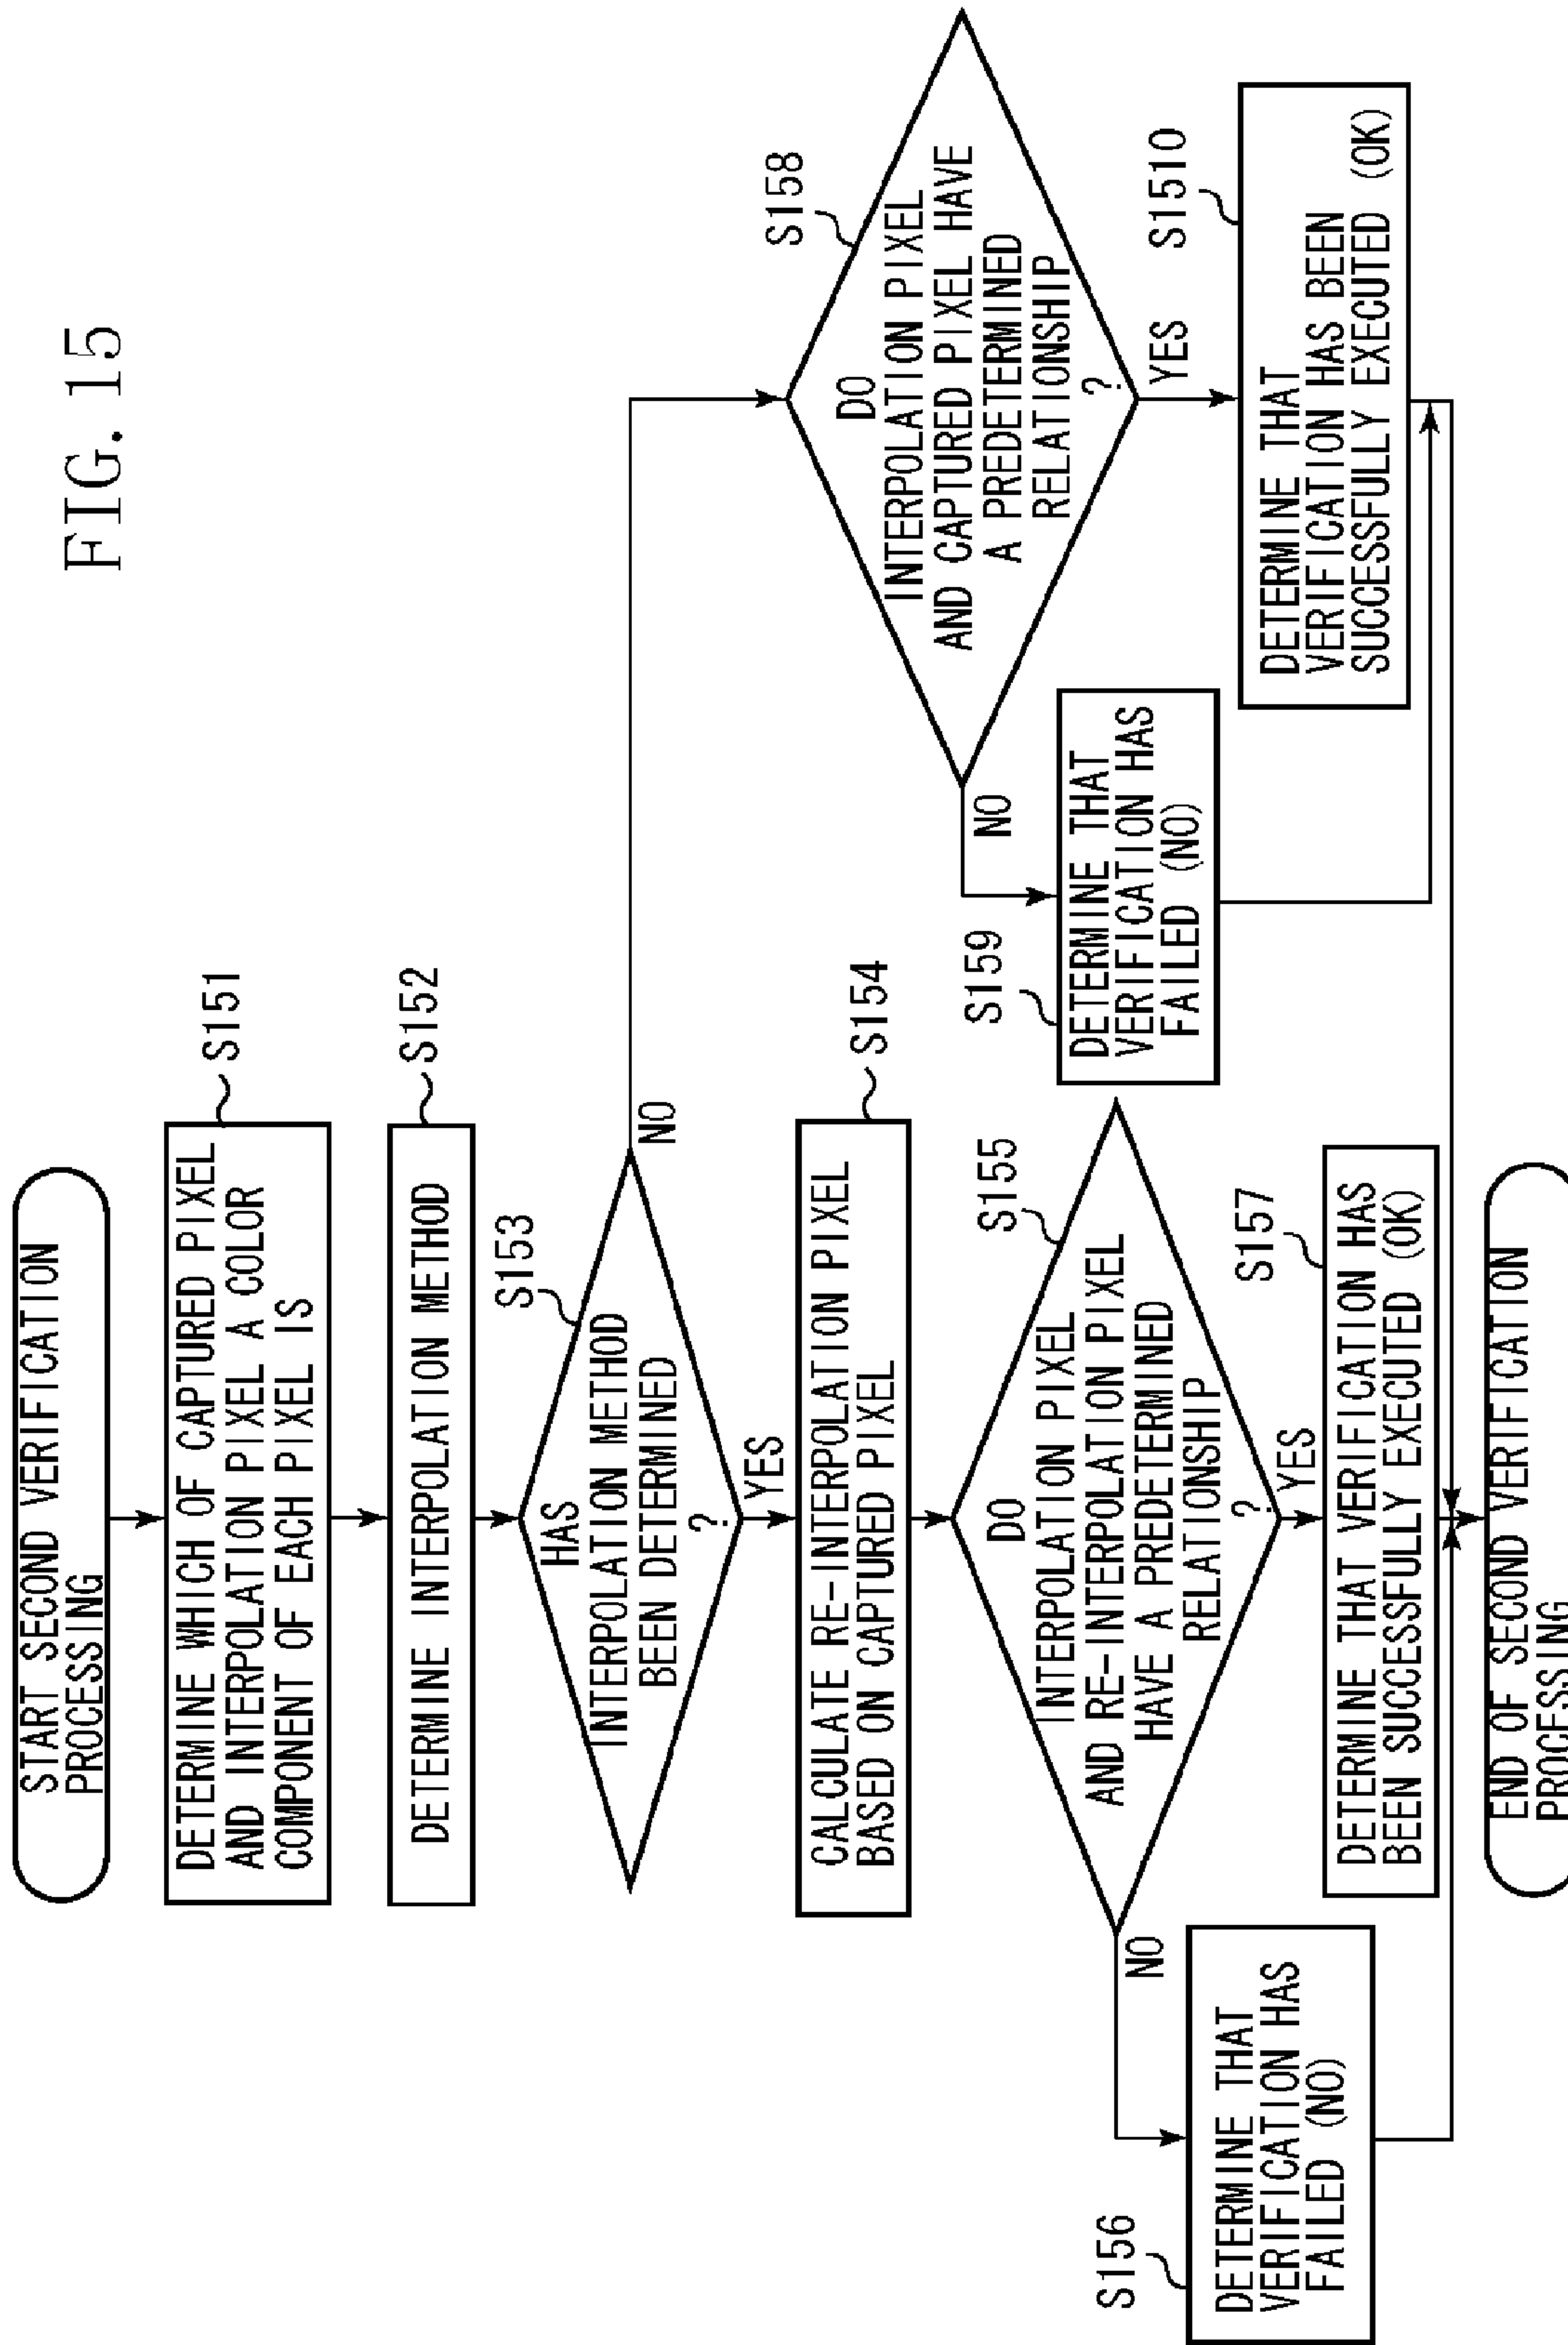 FIG. 15
START SECOND VERIFICATION
PROCESSING
DETERMINE WHICH OF CAPTURED PIXEL
AND INTERPOLATION PIXEL A COLOR
COMPONENT OF EACH PIXEL IS
S151
DETERMINE INTERPOLATION METHOD
S152
HAS
INTERPOLATION METHOD
BEEN DETERMINED
?
S153
NO
YES
CALCULATE RE-INTERPOLATION PIXEL
BASED ON CAPTURED PIXEL
S154
DO
INTERPOLATION PIXEL
AND RE-INTERPOLATION PIXEL
HAVE A PREDETERMINED
RELATIONSHIP
?
S155
NO
YES
S156
DETERMINE THAT
VERIFICATION HAS
FAILED (NO)
S157
DETERMINE THAT VERIFICATION HAS
BEEN SUCCESSFULLY EXECUTED (OK)
S158
DO
INTERPOLATION PIXEL
AND CAPTURED PIXEL HAVE
A PREDETERMINED
RELATIONSHIP
?
NO
YES
S159
DETERMINE THAT
VERIFICATION HAS
FAILED (NO)
S1510
DETERMINE THAT
VERIFICATION HAS BEEN
SUCCESSFULLY EXECUTED (OK)
END OF SECOND VERIFICATION
PROCESSING